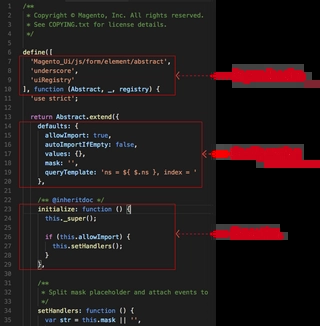 1 /**
2 * Copyright © Magento, Inc. All rights reserved.
3 * See COPYING.txt for license details.
4 */
5
6 define([
7 'Magento_Ui/js/form/element/abstract',
8 'underscore',
9 'uiRegistry'
10 ], function (Abstract, _, registry) {
11 'use strict';
12
13 return Abstract.extend({
14 defaults: {
15 allowImport: true,
16 autoImportIfEmpty: false,
17 values: {},
18 mask: '',
19 queryTemplate: 'ns = ${ $.ns }, index = '
20 },
21
22 /** @inheritdoc */
23 initialize: function () {
24 this._super();
25
26 if (this.allowImport) {
27 this.setHandlers();
28 }
29 },
30
31 /**
32 * Split mask placeholder and attach events to
33 */
34 setHandlers: function () {
35 var str = this.mask || '',